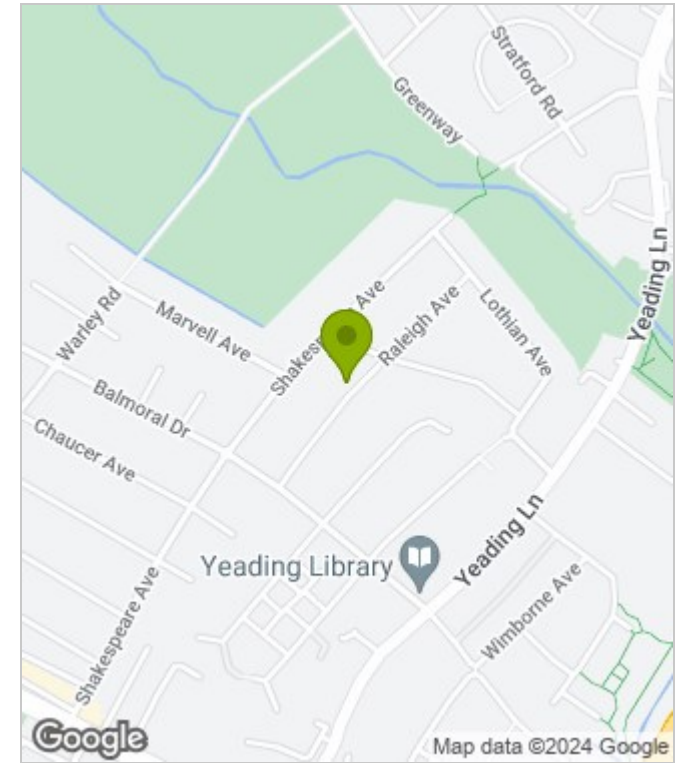 Stratford Rd
Greenway
Yeading Ln
Lothian Ave
Raleigh Ave
Shakes Ave
Marvell Ave
Warley Rd
Balmoral Dr
Chaucer Ave
Yeading Library
Yeading Ln
Wimborne Ave
Shakespeare Ave
Google
Map data ©2024 Google